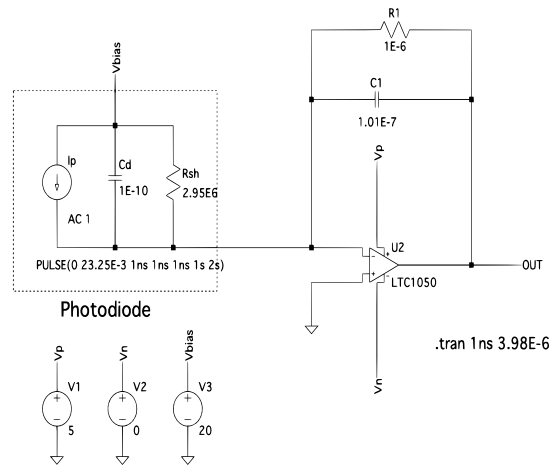 R1
1E-6
C1
1.01E-7
Vbias
Vp
Ip
Cd
1E-10
Rsh
2.95E6
AC 1
PULSE(0 23.25E-3 1ns 1ns 1ns 1s 2s)
U2
LTC1050
OUT
Photodiode
Vn
.tran 1ns 3.98E-6
Vp
Vn
Vbias
V1
V2
V3
5
0
20